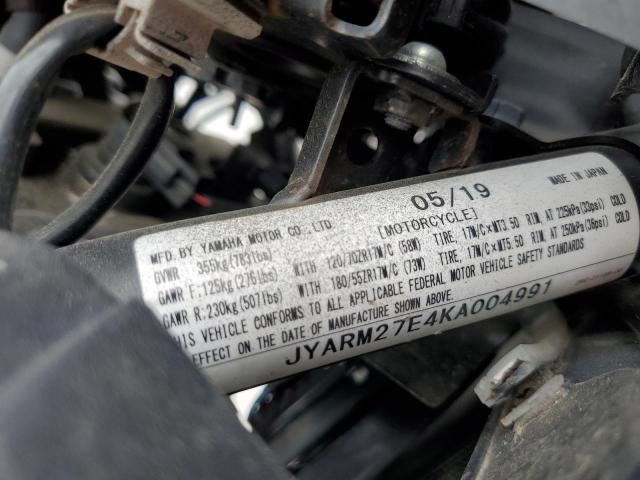 05/19
MADE IN JAPAN
MFD. BY YAMAHA MOTOR CO., LTD.
[MOTORCYCLE]
GVWR 355kg(783lbs)
GAWR F:125kg(275lbs) WITH 120/70ZR17M/C (58W) TIRE, 17M/C×MT3.50 RIM, AT 225kPa(33psi) COLD
GAWR R:230kg(507lbs) WITH 180/55ZR17M/C (73W) TIRE, 17M/C×MT5.50 RIM, AT 250kPa(36psi) COLD
THIS VEHICLE CONFORMS TO ALL APPLICABLE FEDERAL MOTOR VEHICLE SAFETY STANDARDS
EFFECT ON THE DATE OF MANUFACTURE SHOWN ABOVE.
JYARM27E4KA004991